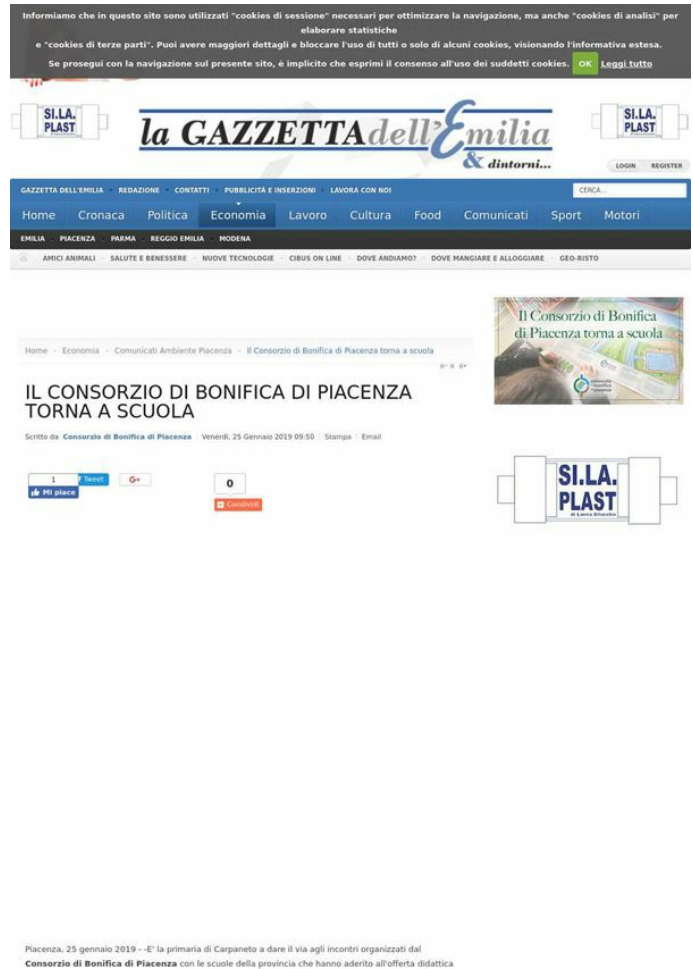 Informiamo che in questo sito sono utilizzati "cookies di sessione" necessari per ottimizzare la navigazione, ma anche "cookies di analisi" per
elaborare statistiche
e "cookies di terze parti". Puoi avere maggiori dettagli e bloccare l'uso di tutti o solo di alcuni cookies, visionando l'informativa estesa.
Se prosegui con la navigazione sul presente sito, è implicito che esprimi il consenso all'uso dei suddetti cookies. OK Leggi tutto
SI.LA.
PLAST
la GAZZETTA dell'Emilia
& dintorni...
SI.LA.
PLAST
LOGIN REGISTER
GAZZETTA DELL'EMILIA REDAZIONE CONTATTI PUBBLICITÀ E INSERZIONI LAVORA CON NOI CERCA...
Home Cronaca Politica Economia Lavoro Cultura Food Comunicati Sport Motori
EMILIA PIACENZA PARMA REGGIO EMILIA MODENA
AMICI ANIMALI SALUTE E BENESSERE NUOVE TECNOLOGIE CIBUS ON LINE DOVE ANDIAMO? DOVE MANGIARE E ALLOGGIARE GEO-RISTO
Il Consorzio di Bonifica
di Piacenza torna a scuola
Home Economia Comunicati Ambiente Piacenza Il Consorzio di Bonifica di Piacenza torna a scuola
IL CONSORZIO DI BONIFICA DI PIACENZA
TORNA A SCUOLA
Scritto da Consorzio di Bonifica di Piacenza Venerdì, 25 Gennaio 2019 09:50 Stampa Email
1 Tweet G+ 0
Mi piace Condividi
SI.LA.
PLAST
Piacenza, 25 gennaio 2019 - -E' la primaria di Carpaneto a dare il via agli incontri organizzati dal
Consorzio di Bonifica di Piacenza con le scuole della provincia che hanno aderito all'offerta didattica